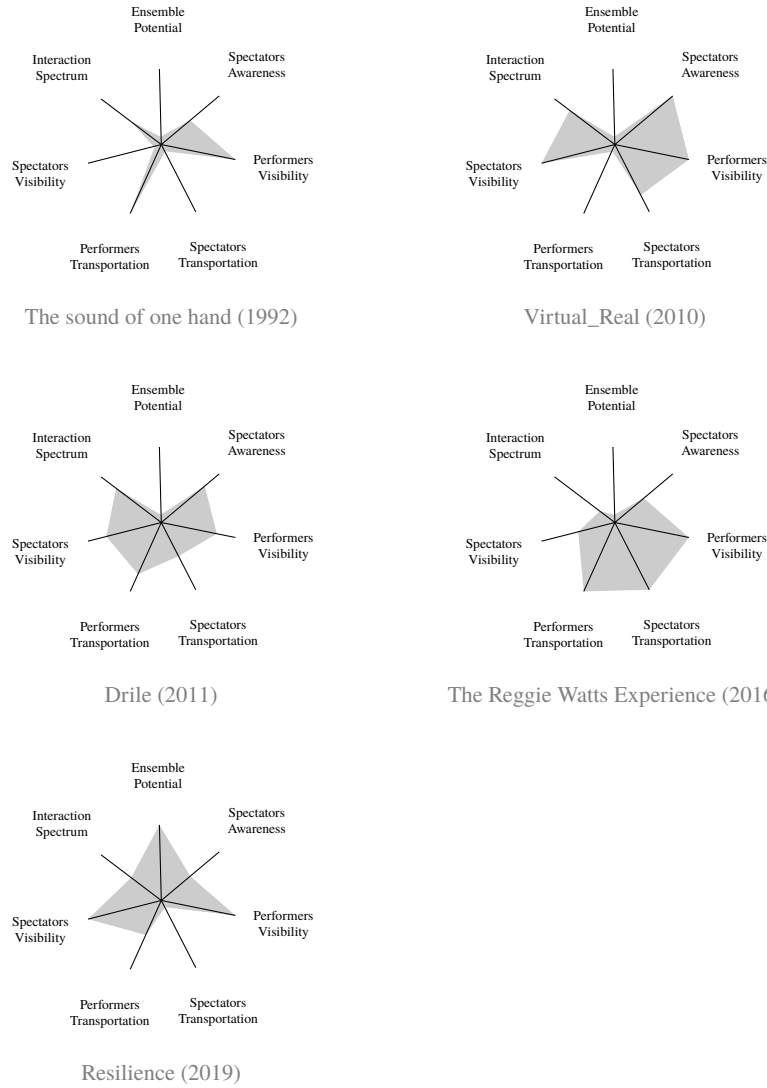 Ensemble
Potential
Spectators
Awareness
Interaction
Spectrum
Performers
Visibility
Spectators
Visibility
Performers
Transportation
Spectators
Transportation
The sound of one hand (1992)
Ensemble
Potential
Spectators
Awareness
Interaction
Spectrum
Performers
Visibility
Spectators
Visibility
Performers
Transportation
Spectators
Transportation
Virtual_Real (2010)
Ensemble
Potential
Spectators
Awareness
Interaction
Spectrum
Performers
Visibility
Spectators
Visibility
Performers
Transportation
Spectators
Transportation
Drile (2011)
Ensemble
Potential
Spectators
Awareness
Interaction
Spectrum
Performers
Visibility
Spectators
Visibility
Performers
Transportation
Spectators
Transportation
The Reggie Watts Experience (2016
Ensemble
Potential
Spectators
Awareness
Interaction
Spectrum
Performers
Visibility
Spectators
Visibility
Performers
Transportation
Spectators
Transportation
Resilience (2019)